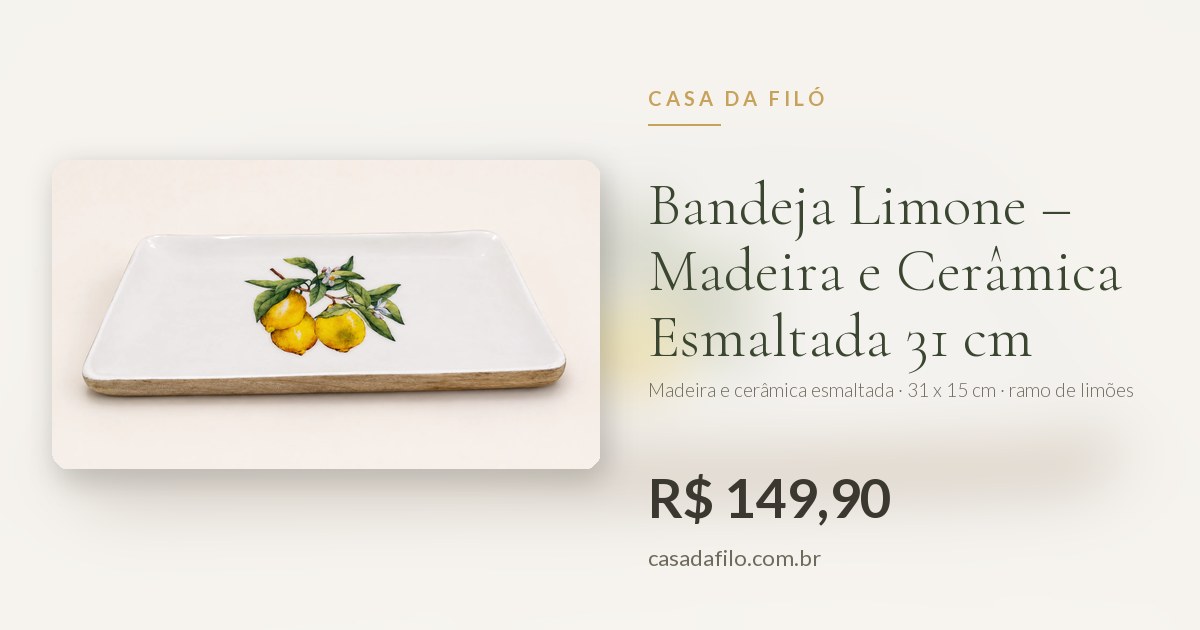 CASA DA FILÓ
Bandeja Limone –
Madeira e Cerâmica
Esmaltada 31 cm
Madeira e cerâmica esmaltada · 31 x 15 cm · ramo de limões
R$ 149,90
casadafilo.com.br